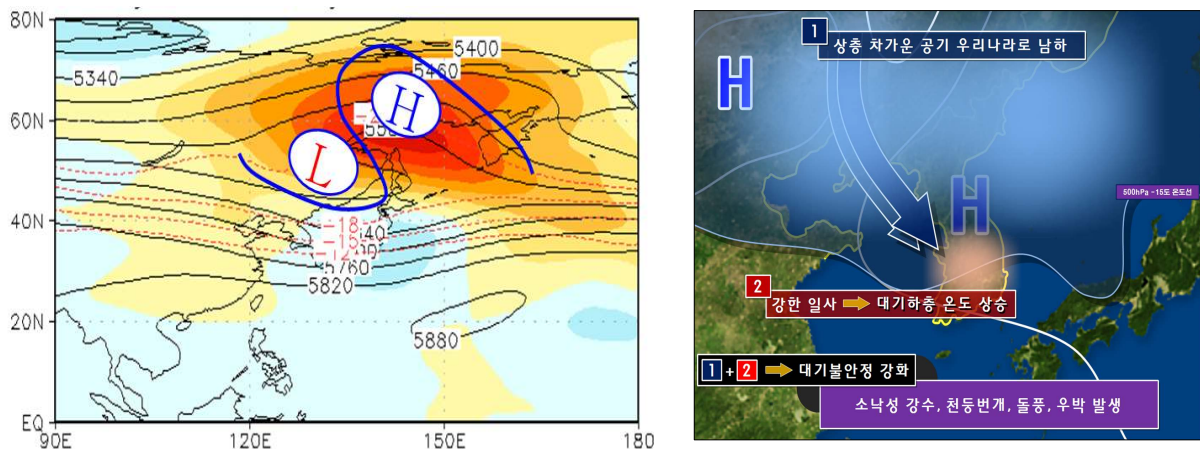 80N
60N
40N
20N
EQ
90E
120E
150E
180
5340
5400
5460
H
L
-18
-15
-12
5760
5820
5880
1 상층 차가운 공기 우리나라로 남하
H
500hPa -15도 온도선
H
2 강한 일사 대기하층 온도 상승
1 + 2 대기불안정 강화
소낙성 강수, 천둥번개, 돌풍, 우박 발생